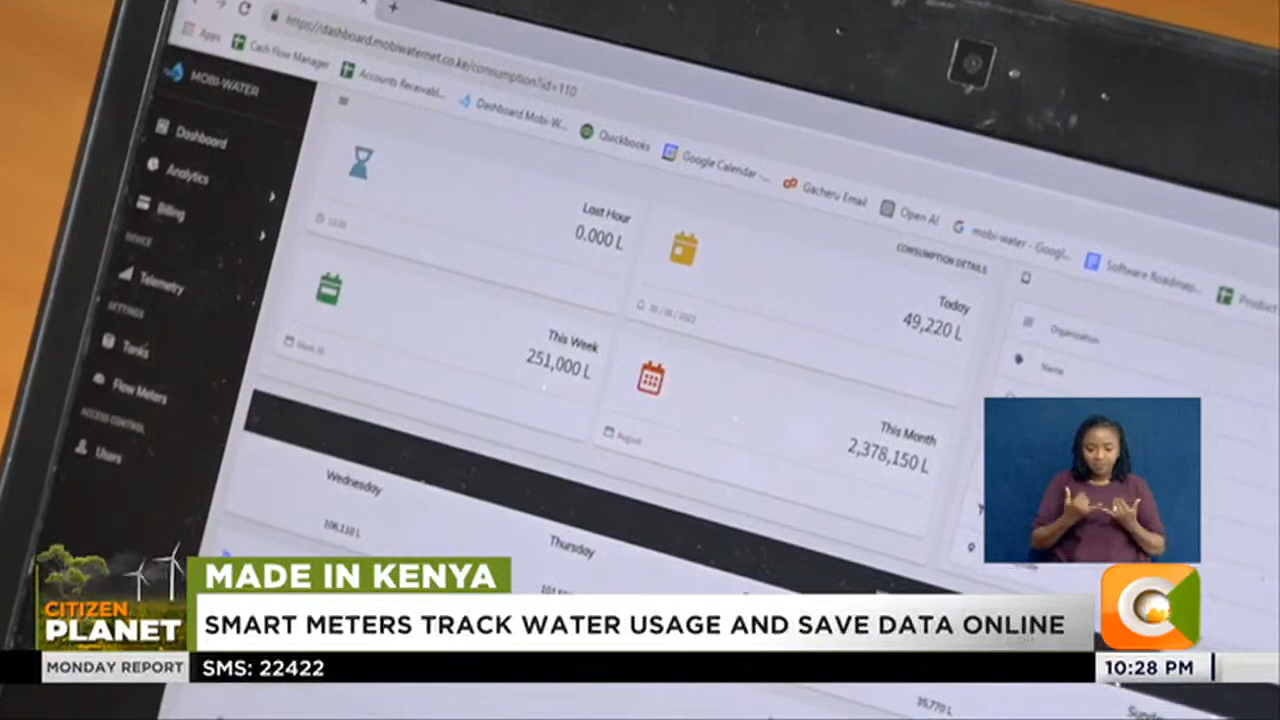 https://dashboard.mobiwaternet.co.ke/consumption?id=110
Apps
Cash Flow Manager
Accounts Receivabl...
Dashboard Mobi-W...
Quickbooks
Google Calendar -...
Gacheru Email
Open AI
mobi-water - Googl...
Software Roadmap...
Product
MOBI-WATER
Dashboard
Analytics
Billing
DEVICE
Telemetry
SETTINGS
Tanks
Flow Meters
ACCESS CONTROL
Users
Last Hour
0.000 L
CONSUMPTION DETAILS
Today
49,220 L
This Week
251,000 L
This Month
2,378,150 L
August
Organization
Name
Wednesday
106,110 L
Thursday
MADE IN KENYA
CITIZEN
PLANET
SMART METERS TRACK WATER USAGE AND SAVE DATA ONLINE
MONDAY REPORT
SMS: 22422
10:28 PM